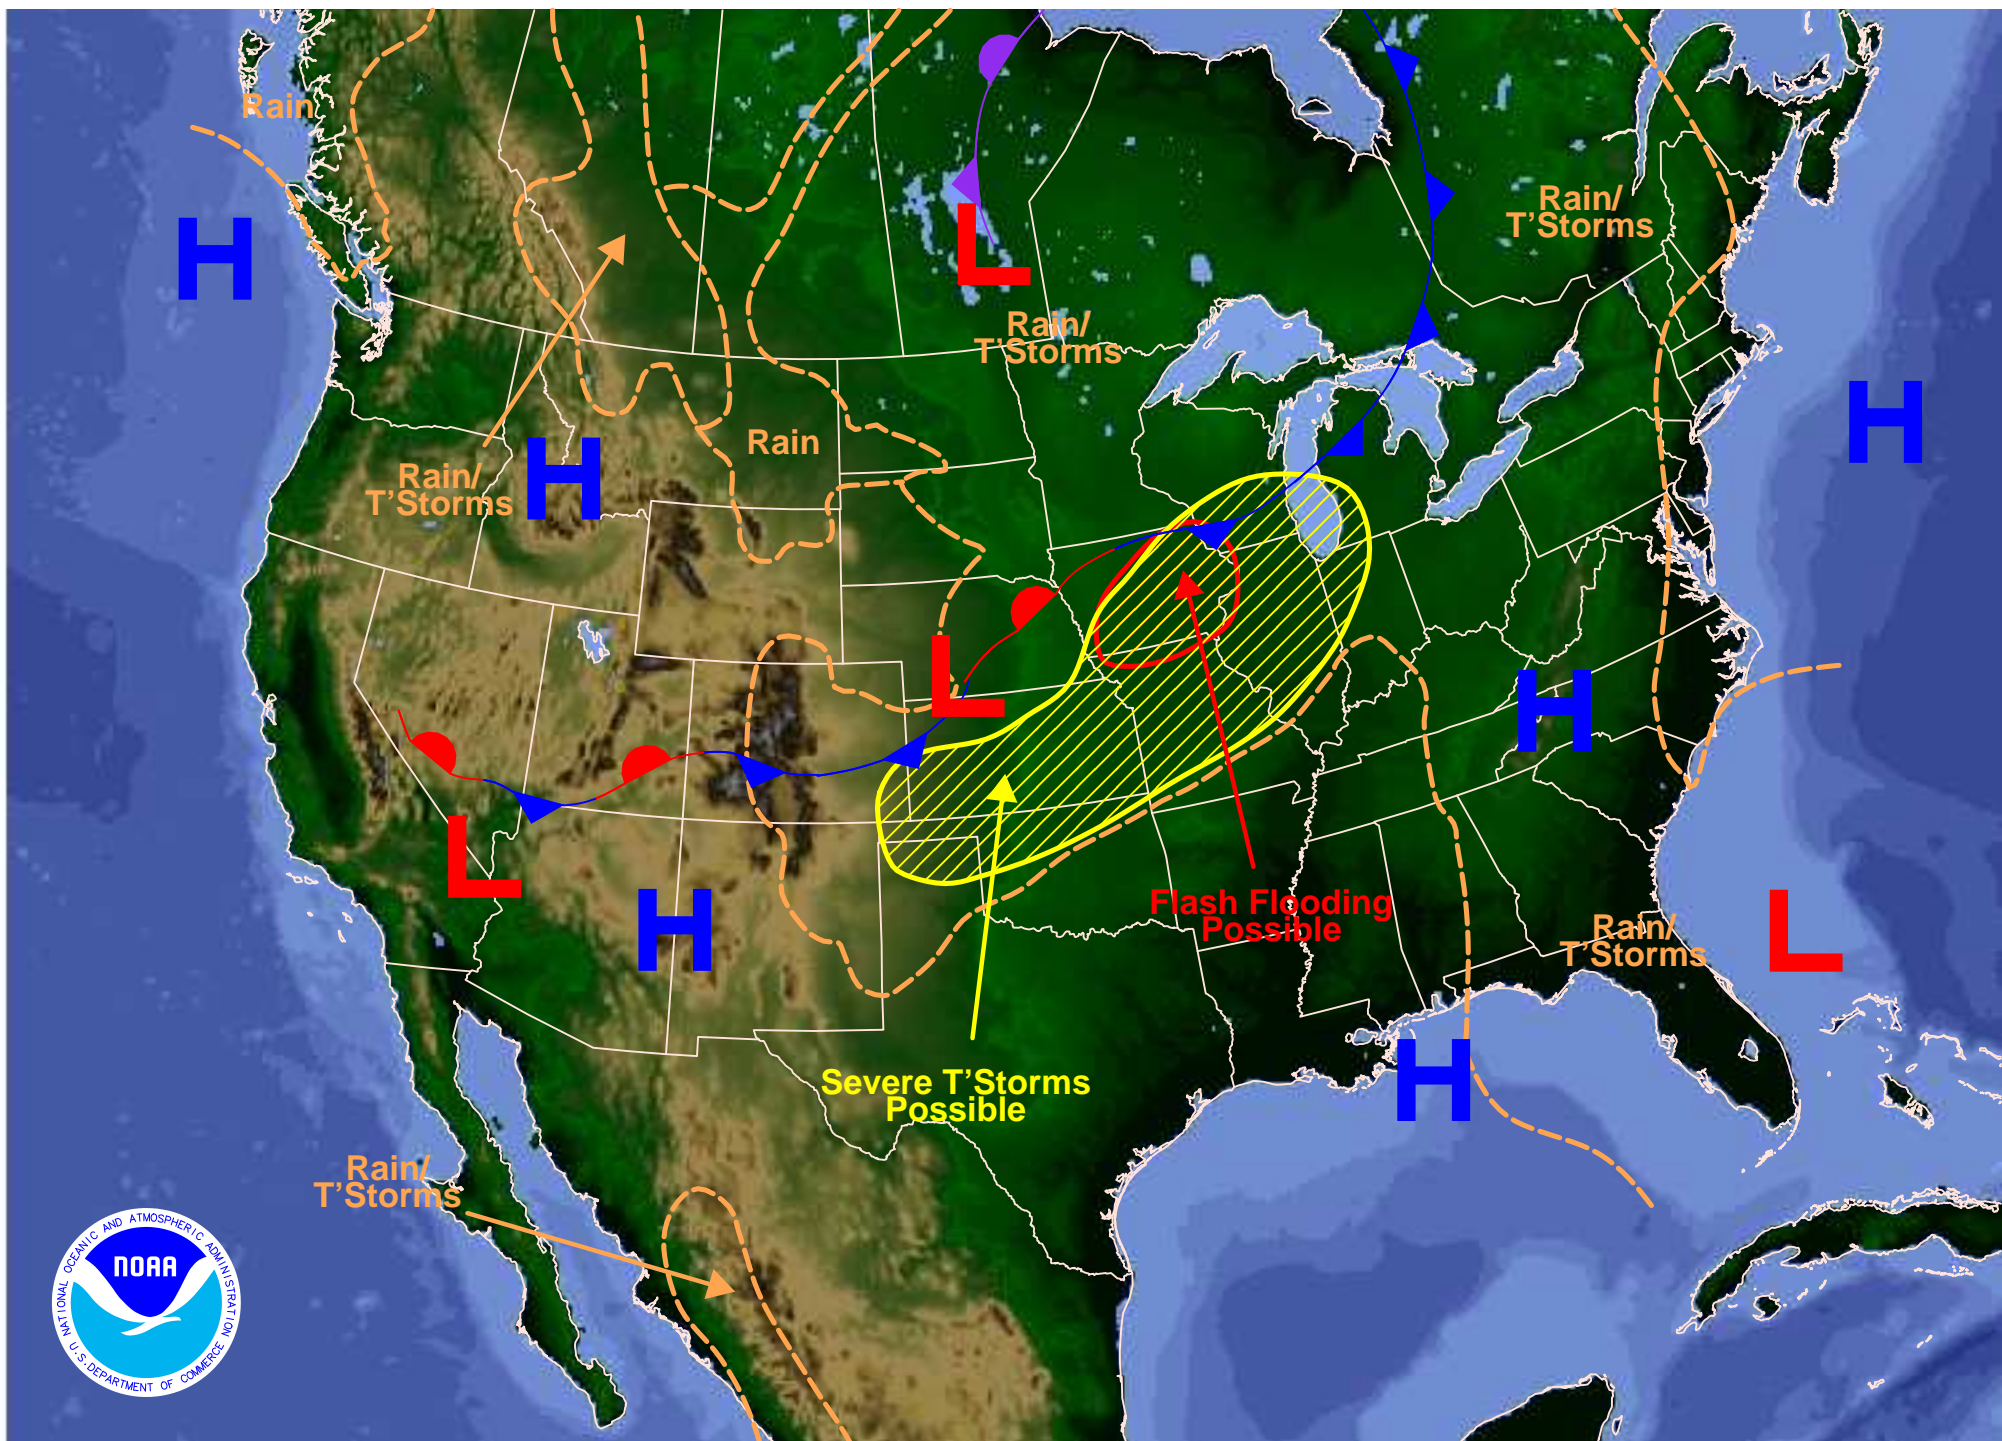 Rain
Rain/
T'Storms
Rain/
T'Storms
Rain
Rain/
T'Storms
H
H
H
H
H
H
L
L
L
L
Flash Flooding
Possible
Rain/
T'Storms
Severe T'Storms
Possible
Rain/
T'Storms
NATIONAL OCEANIC AND ATMOSPHERIC ADMINISTRATION
NOAA
U.S. DEPARTMENT OF COMMERCE